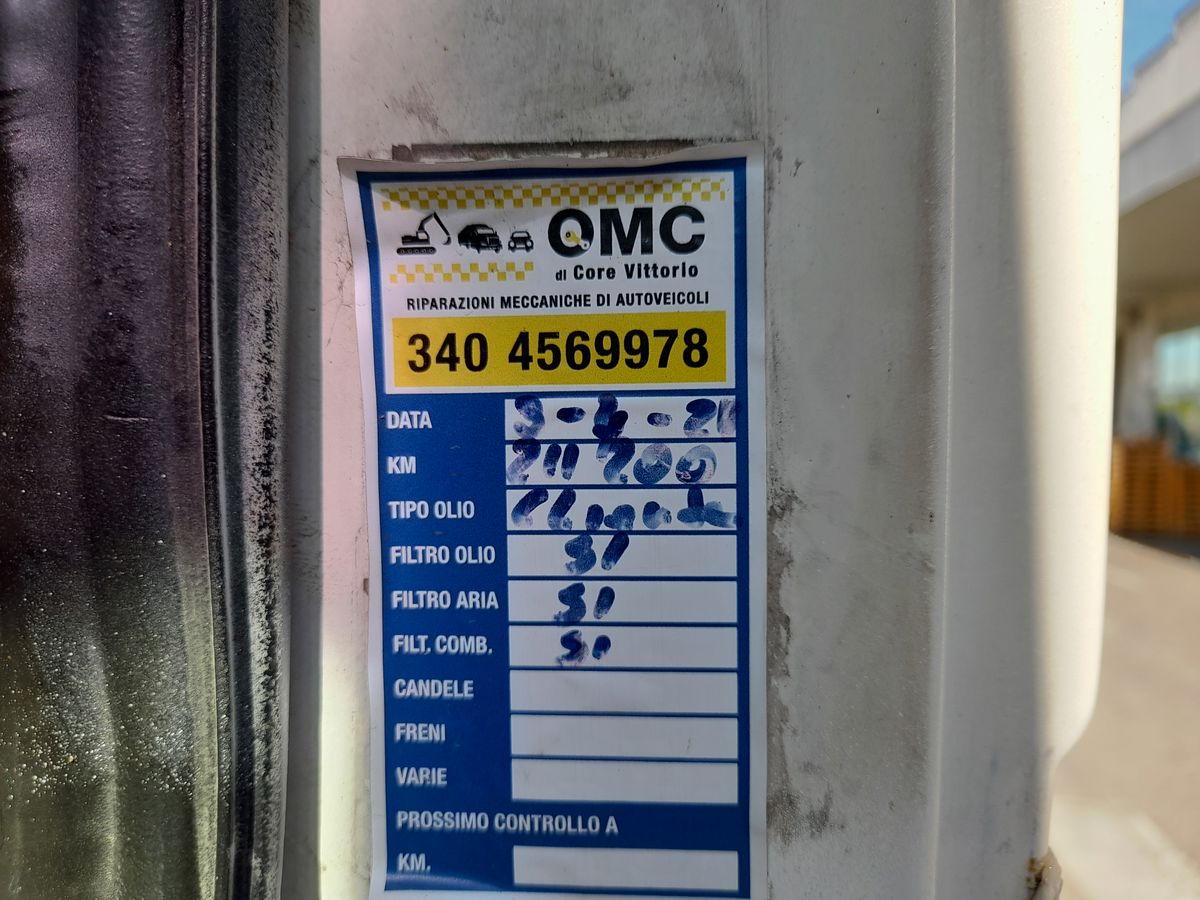 OMC
di Core Vittorio
RIPARAZIONI MECCANICHE DI AUTOVEICOLI
340 4569978
DATA
KM
TIPO OLIO
FILTRO OLIO SI
FILTRO ARIA SI
FILT. COMB. SI
CANDELE
FRENI
VARIE
PROSSIMO CONTROLLO A
KM.